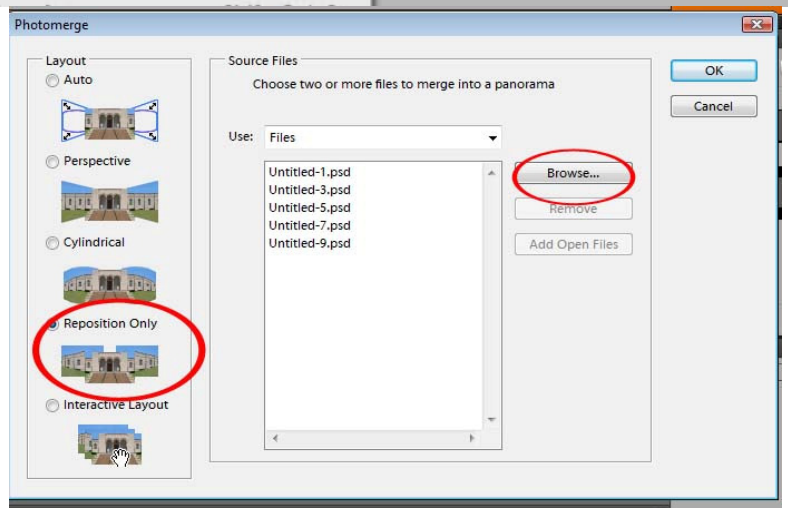 Photomerge
Layout
Auto
Perspective
Cylindrical
Reposition Only
Interactive Layout
Source Files
Choose two or more files to merge into a panorama
Use: Files
Untitled-1.psd
Untitled-3.psd
Untitled-5.psd
Untitled-7.psd
Untitled-9.psd
Browse...
Remove
Add Open Files
OK
Cancel